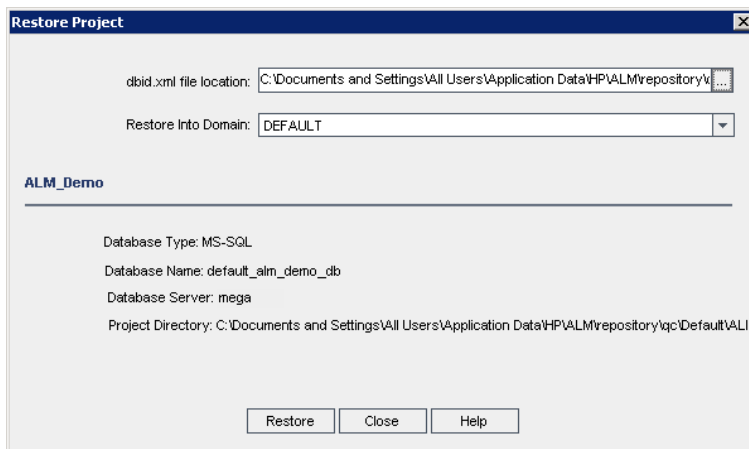 Restore Project
dbid.xml file location: C:\Documents and Settings\All Users\Application Data\HP\ALM\repository\ ...
Restore Into Domain: DEFAULT
ALM_Demo
Database Type: MS-SQL
Database Name: default_alm_demo_db
Database Server: mega
Project Directory: C:\Documents and Settings\All Users\Application Data\HP\ALM\repository\qc\Default\
Restore Close Help